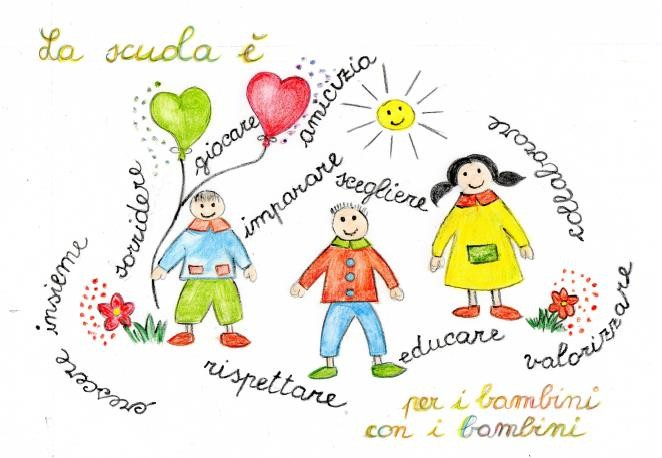 La scuola è
amicizia
giocare
sorridere
imparare
scegliere
collaborare
crescere insieme
rispettare
educare
valorizzare
per i bambini
con i bambini